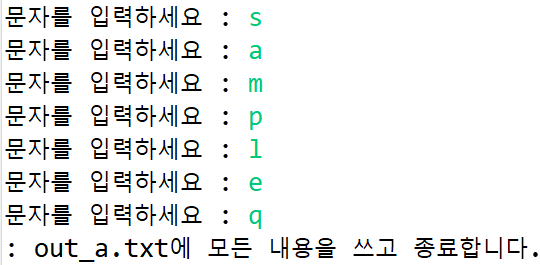 문자를 입력하세요 : s
문자를 입력하세요 : a
문자를 입력하세요 : m
문자를 입력하세요 : p
문자를 입력하세요 : l
문자를 입력하세요 : e
문자를 입력하세요 : q
: out_a.txt에 모든 내용을 쓰고 종료합니다.